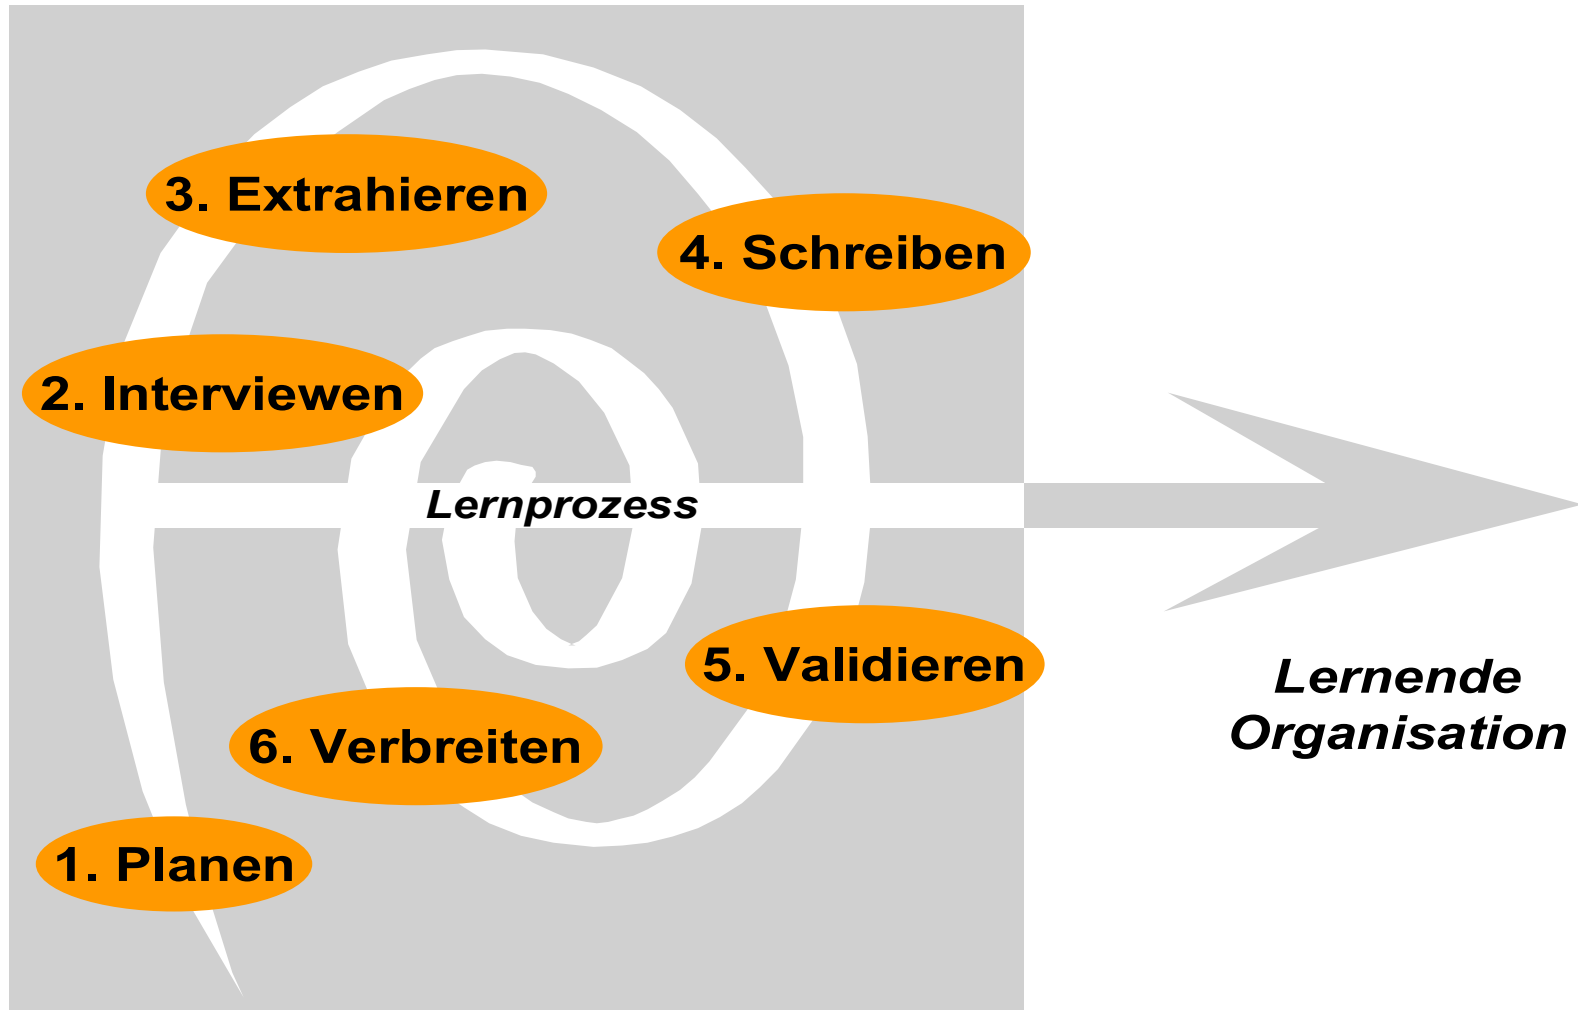 3. Extrahieren
4. Schreiben
2. Interviewen
Lernprozess
5. Validieren
Lernende
Organisation
6. Verbreiten
1. Planen